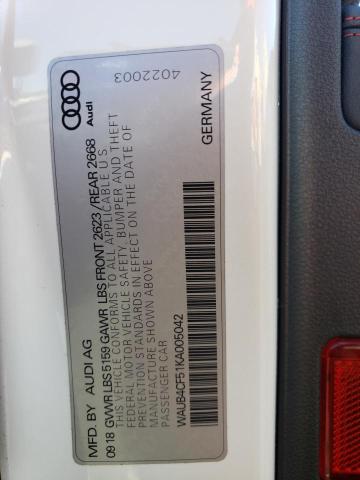 Audi
4022003
MFD. BY AUDI AG
09 18 GVWR LBS 5159 GAWR LBS FRONT 2623 /REAR 2668
THIS VEHICLE CONFORMS TO ALL APPLICABLE U.S.
FEDERAL MOTOR VEHICLE SAFETY, BUMPER AND THEFT
PREVENTION STANDARDS IN EFFECT ON THE DATE OF
MANUFACTURE SHOWN ABOVE
PASSENGER CAR
GERMANY
WAUB4CF51KA005042